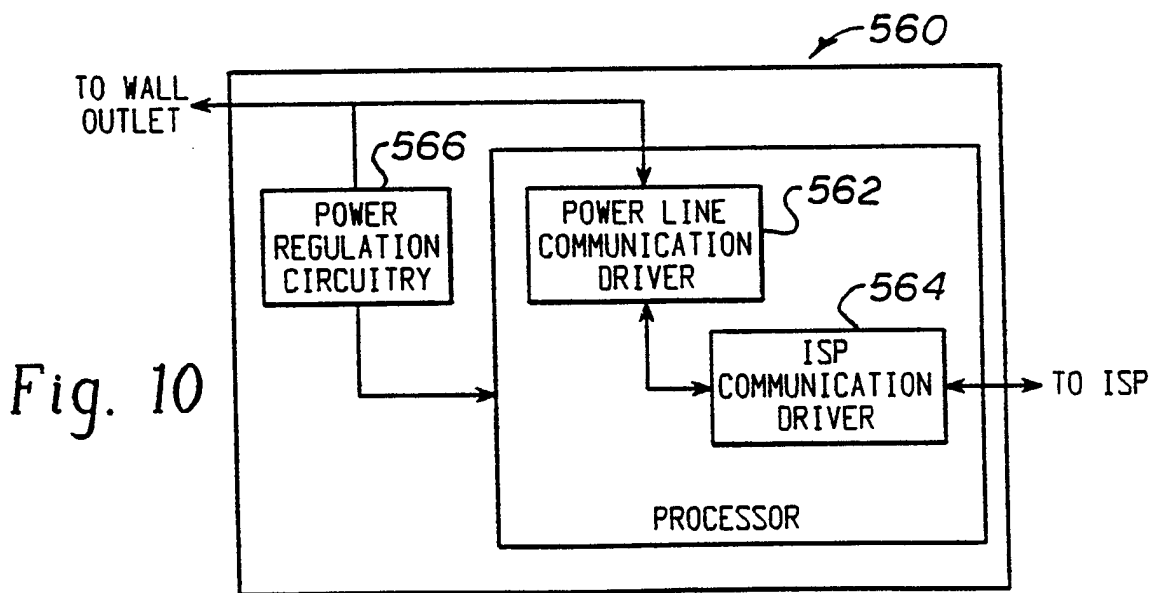 560
TO WALL
OUTLET
566
POWER
REGULATION
CIRCUITRY
POWER LINE
COMMUNICATION
DRIVER
562
564
ISP
COMMUNICATION
DRIVER
TO ISP
Fig. 10
PROCESSOR